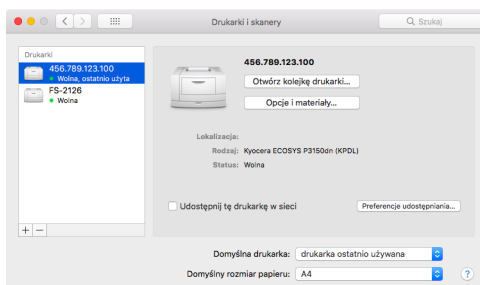 Drukarki i skanery
Szukaj
Drukarki
456.789.123.100
Wolna, ostatnio użyta
FS-2126
Wolna
456.789.123.100
Otwórz kolejkę drukarki...
Opcje i materiały...
Lokalizacja:
Rodzaj: Kyocera ECOSYS P3150dn (KPDL)
Status: Wolna
Udostępnij tę drukarkę w sieci
Preferencje udostępniania...
Domyślna drukarka: drukarka ostatnio używana
Domyślny rozmiar papieru: A4
?